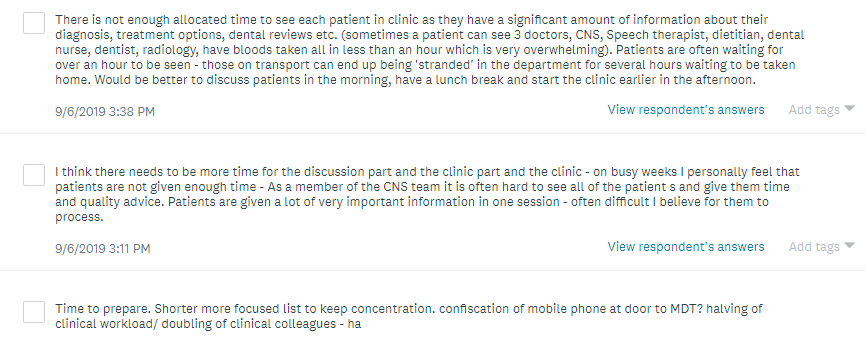 There is not enough allocated time to see each patient in clinic as they have a significant amount of information about their
diagnosis, treatment options, dental reviews etc. (sometimes a patient can see 3 doctors, CNS, Speech therapist, dietitian, dental
nurse, dentist, radiology, have bloods taken all in less than an hour which is very overwhelming). Patients are often waiting for
over an hour to be seen - those on transport can end up being 'stranded' in the department for several hours waiting to be taken
home. Would be better to discuss patients in the morning, have a lunch break and start the clinic earlier in the afternoon.
9/6/2019 3:38 PM View respondent's answers Add tags
I think there needs to be more time for the discussion part and the clinic part and the clinic - on busy weeks I personally feel that
patients are not given enough time - As a member of the CNS team it is often hard to see all of the patient s and give them time
and quality advice. Patients are given a lot of very important information in one session - often difficult I believe for them to
process.
9/6/2019 3:11 PM View respondent's answers Add tags
Time to prepare. Shorter more focused list to keep concentration. confiscation of mobile phone at door to MDT? halving of
clinical workload/ doubling of clinical colleagues - ha